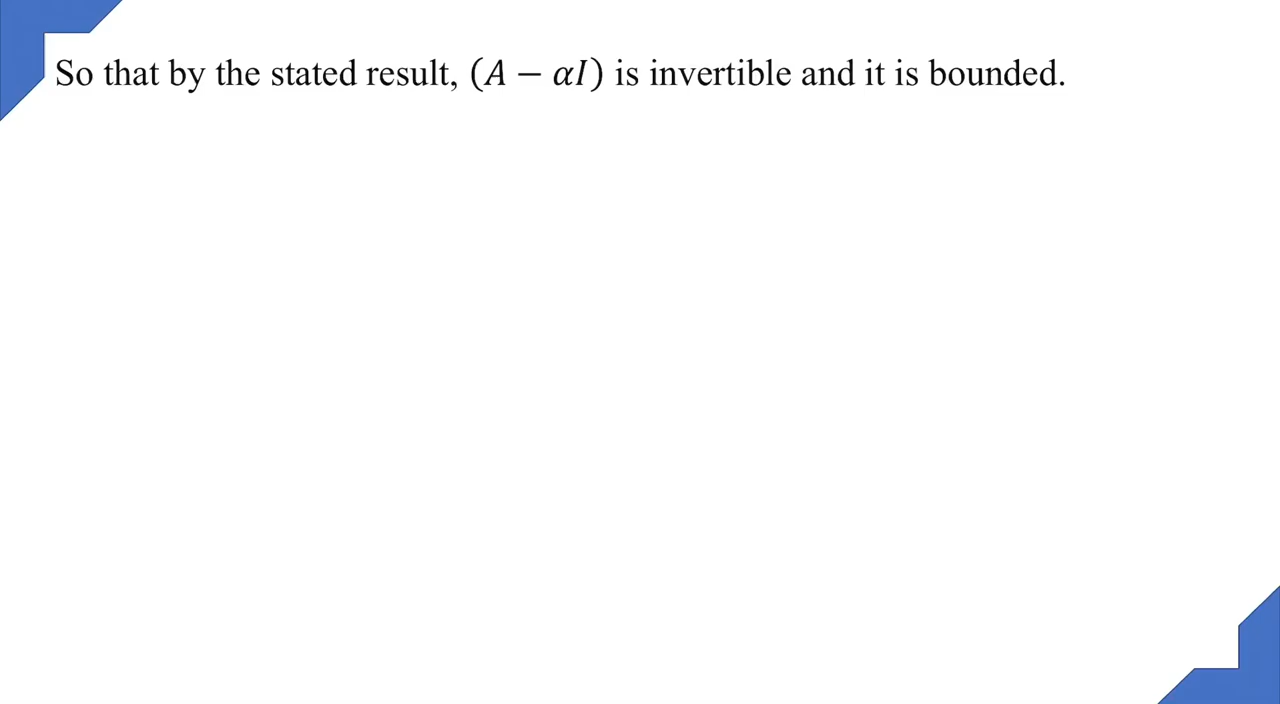 So that by the stated result, (A − αI) is invertible and it is bounded.